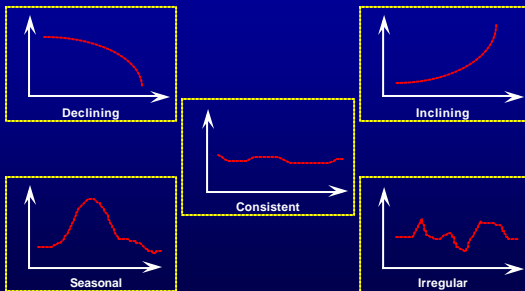 Declining
Inclining
Consistent
Seasonal
Irregular